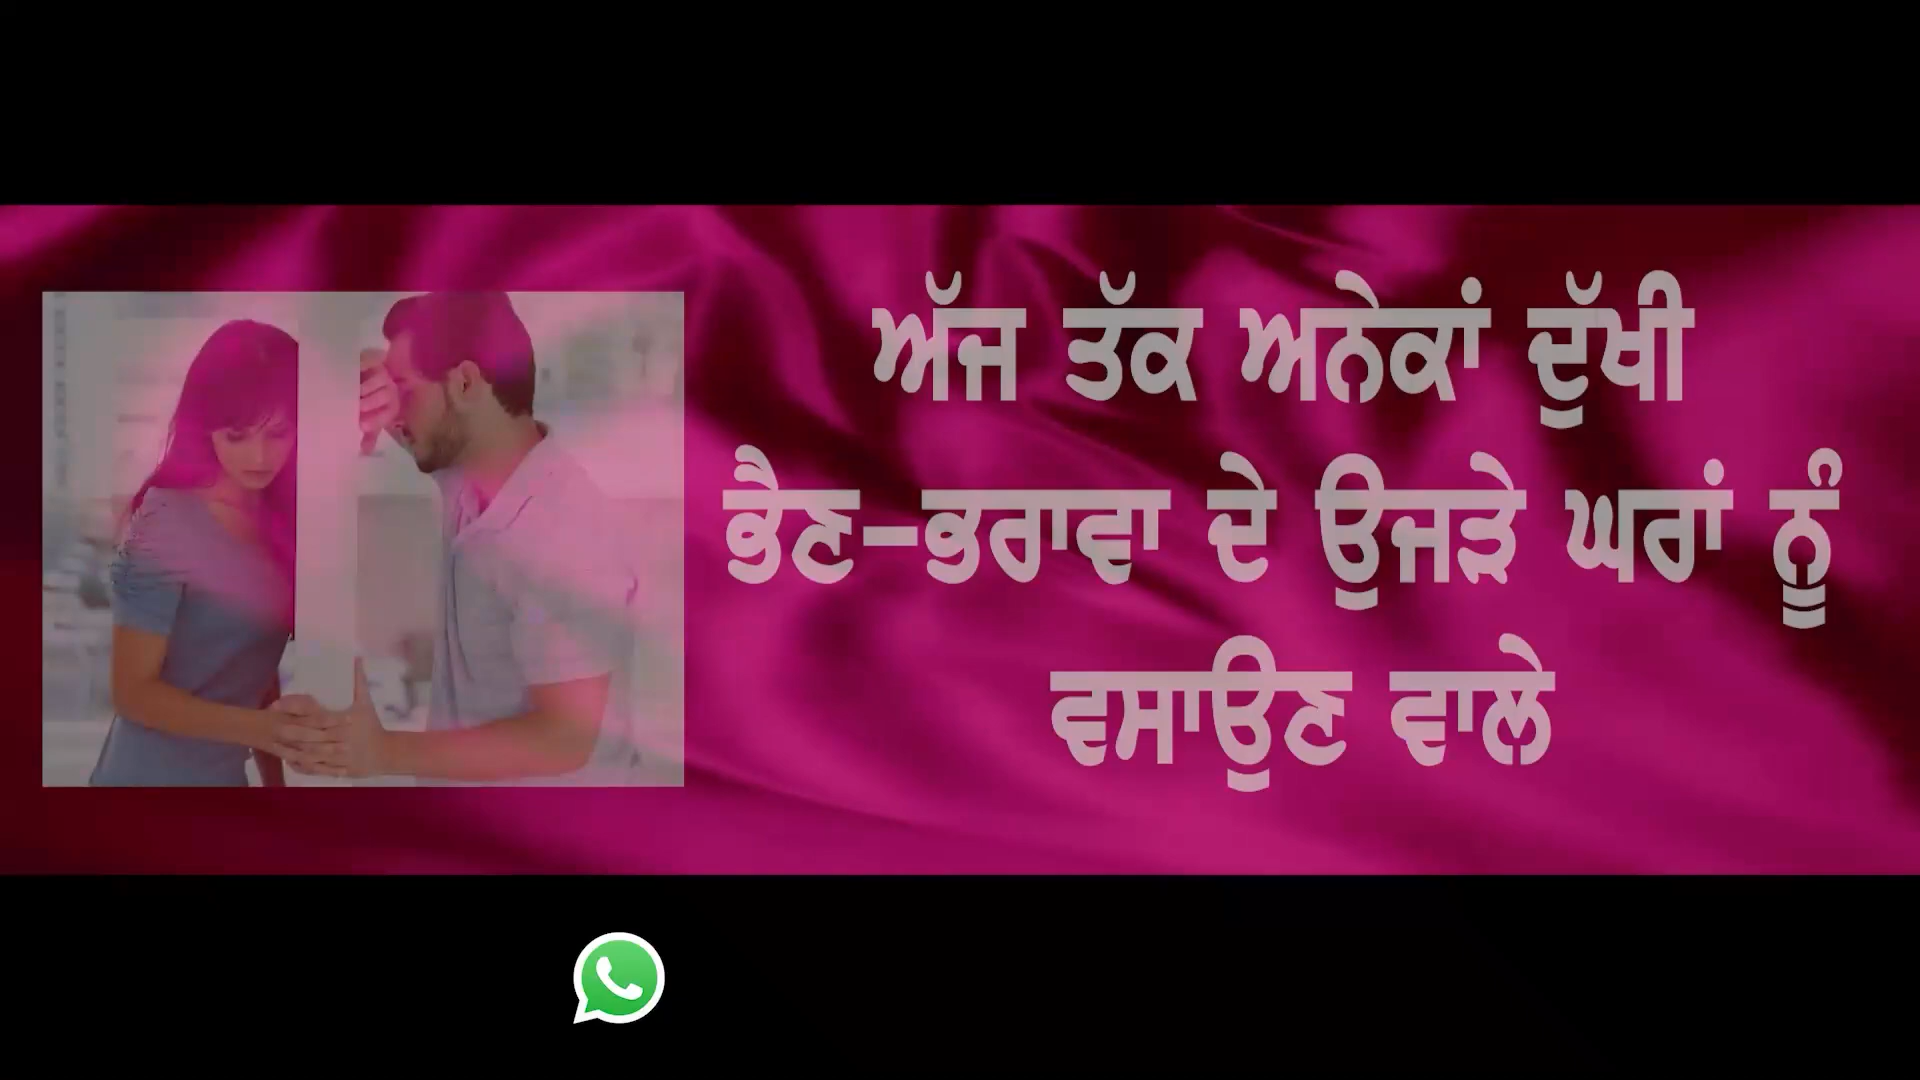 ਅੱਜ ਤੱਕ ਅਨੇਕਾਂ ਦੁੱਖੀ
ਭੈਣ-ਭਰਾਵਾ ਦੇ ਉਜੜੇ ਘਰਾਂ ਨੂੰ
ਵਸਾਉਣ ਵਾਲੇ